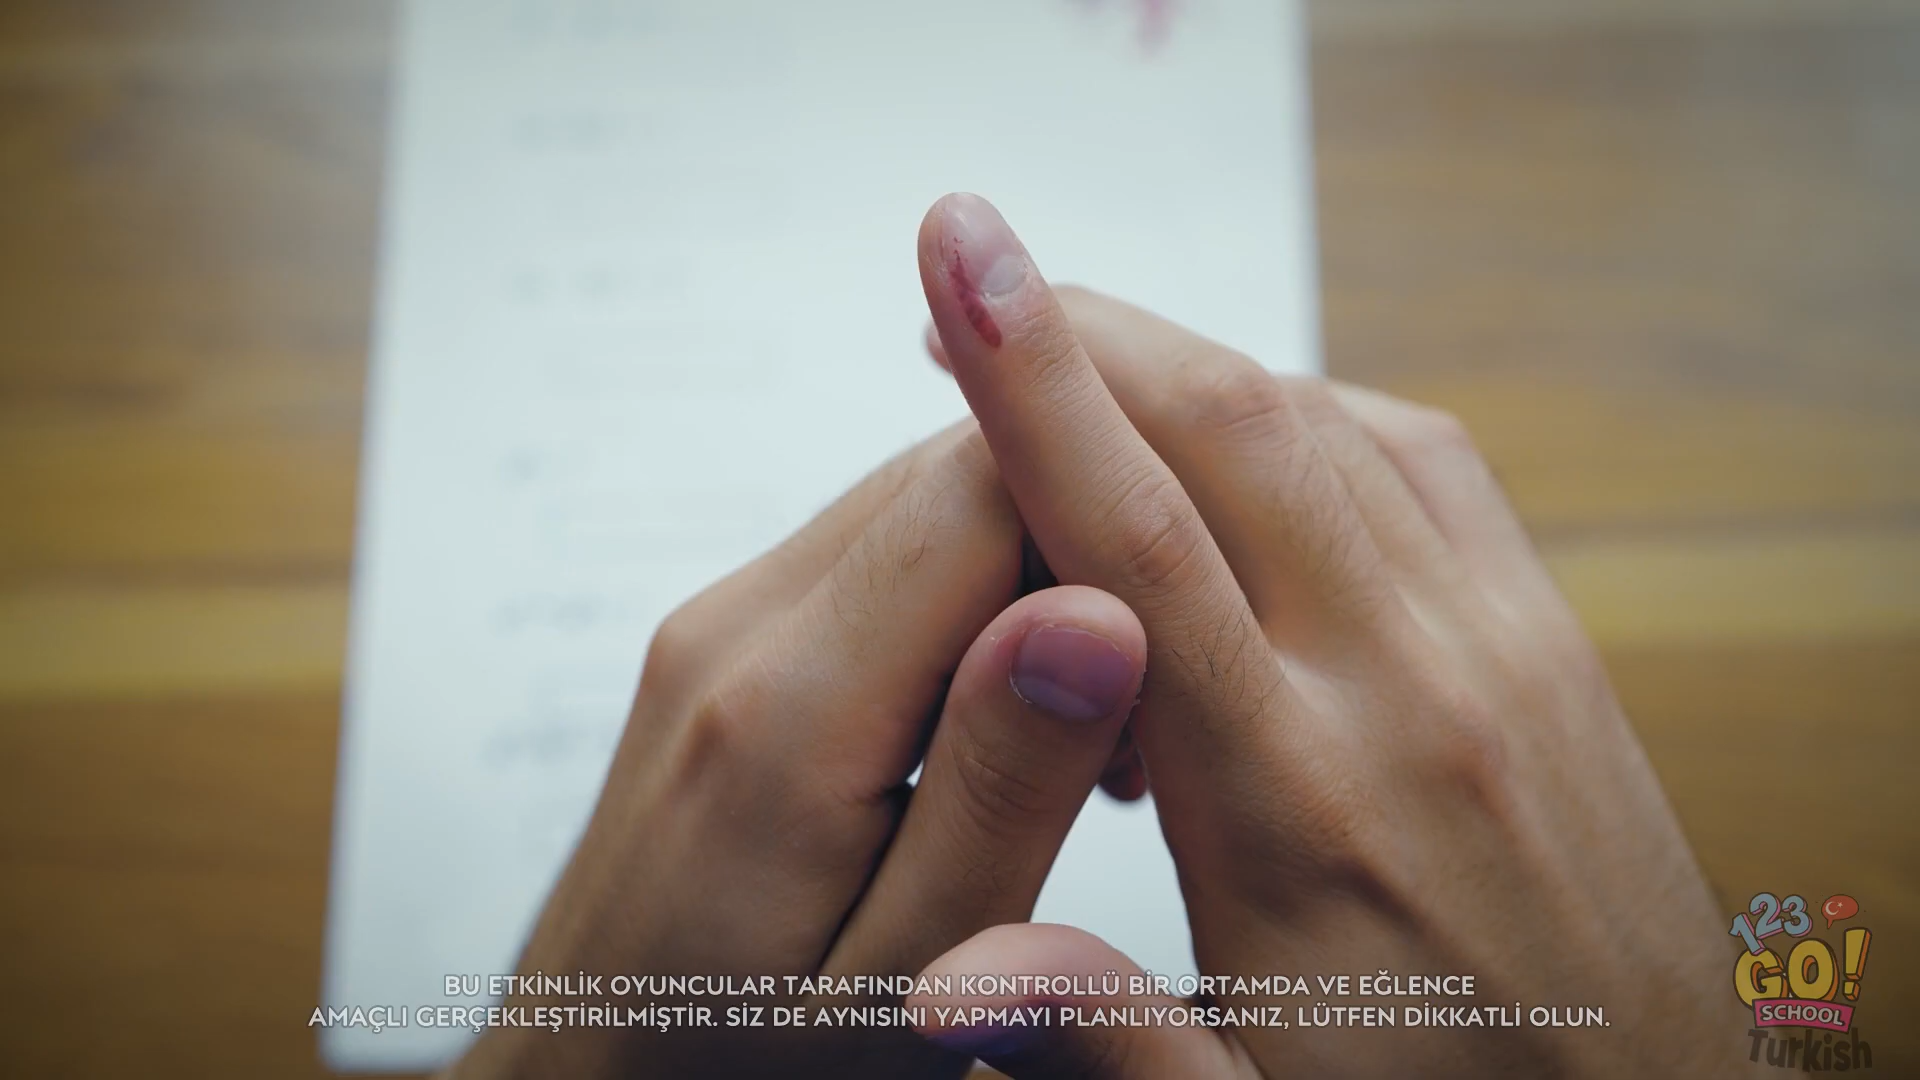 BU ETKİNLİK OYUNCULAR TARAFINDAN KONTROLLÜ BİR ORTAMDA VE EĞLENCE
AMAÇLI GERÇEKLEŞTİRİLMİŞTİR. SİZ DE AYNISINI YAPMAYI PLANLIYORSANIZ, LÜTFEN DİKKATLİ OLUN.
123
GO!
SCHOOL
Turkish